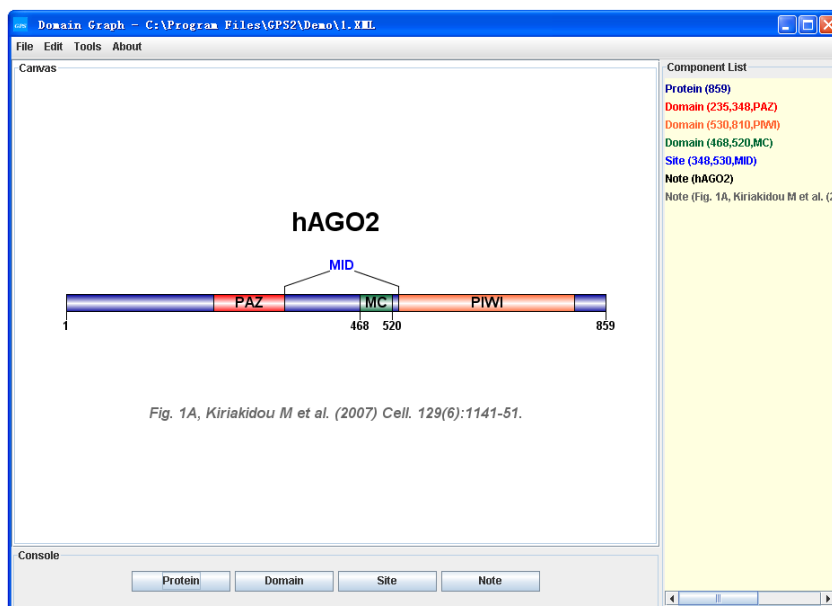 GPS Domain Graph - C:\Program Files\GPS2\Demo\1.XML
File Edit Tools About
Canvas
hAGO2
MID
PAZ MC PIWI
1 468 520 859
Fig. 1A, Kiriakidou M et al. (2007) Cell. 129(6):1141-51.
Component List
Protein (859)
Domain (235,348,PAZ)
Domain (530,810,PIWI)
Domain (468,520,MC)
Site (348,530,MID)
Note (hAGO2)
Note (Fig. 1A, Kiriakidou M et al. (2
Console
Protein Domain Site Note